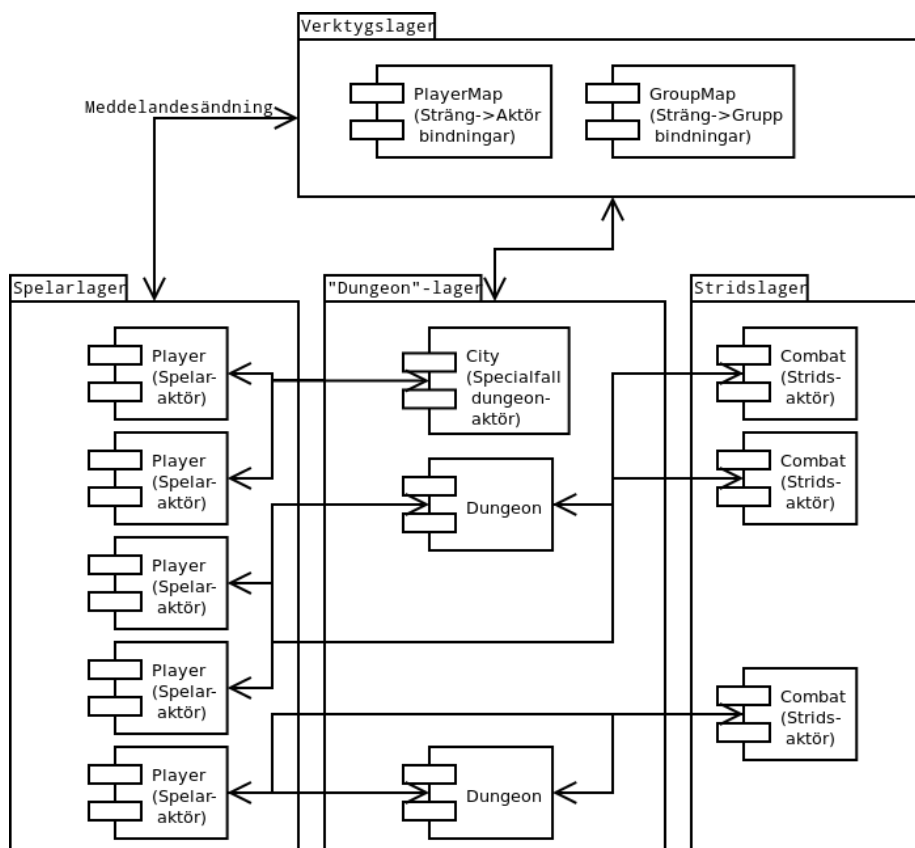 Verktygslager
PlayerMap
(Sträng->Aktör
bindningar)
GroupMap
(Sträng->Grupp
bindningar)
Meddelandesändning
Spelarlager
Player
(Spelar-
aktör)
Player
(Spelar-
aktör)
Player
(Spelar-
aktör)
Player
(Spelar-
aktör)
Player
(Spelar-
aktör)
"Dungeon"-lager
City
(Specialfall
dungeon-
aktör)
Dungeon
Dungeon
Stridslager
Combat
(Strids-
aktör)
Combat
(Strids-
aktör)
Combat
(Strids-
aktör)